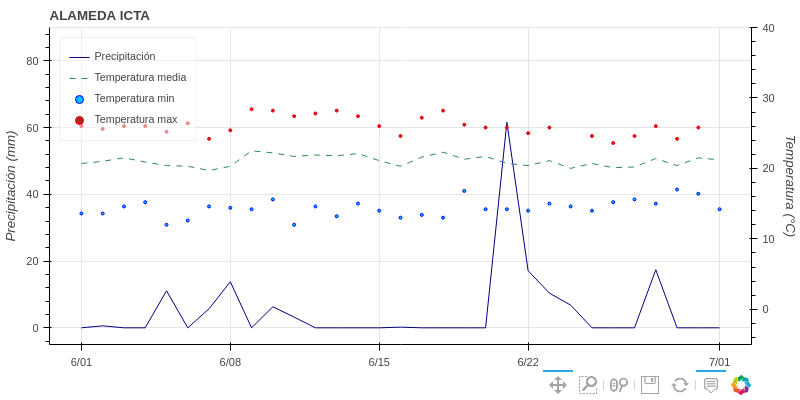 ALAMEDA ICTA
Precipitación
Temperatura media
Temperatura min
Temperatura max
Precipitación (mm)
80
60
40
20
0
40
30
20
10
0
Temperatura (°C)
6/01 6/08 6/15 6/22 7/01